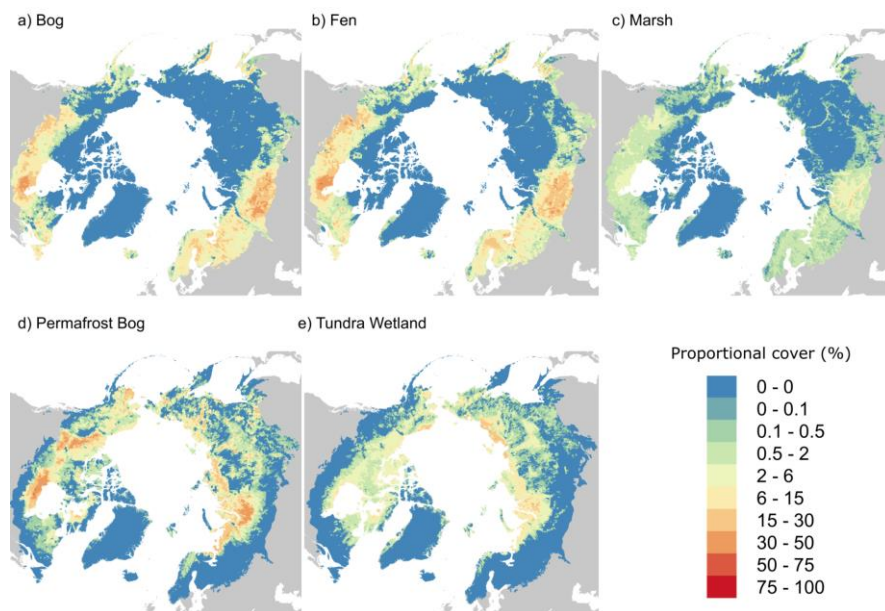 a) Bog
b) Fen
c) Marsh
d) Permafrost Bog
e) Tundra Wetland
Proportional cover (%)
0 - 0
0 - 0.1
0.1 - 0.5
0.5 - 2
2 - 6
6 - 15
15 - 30
30 - 50
50 - 75
75 - 100